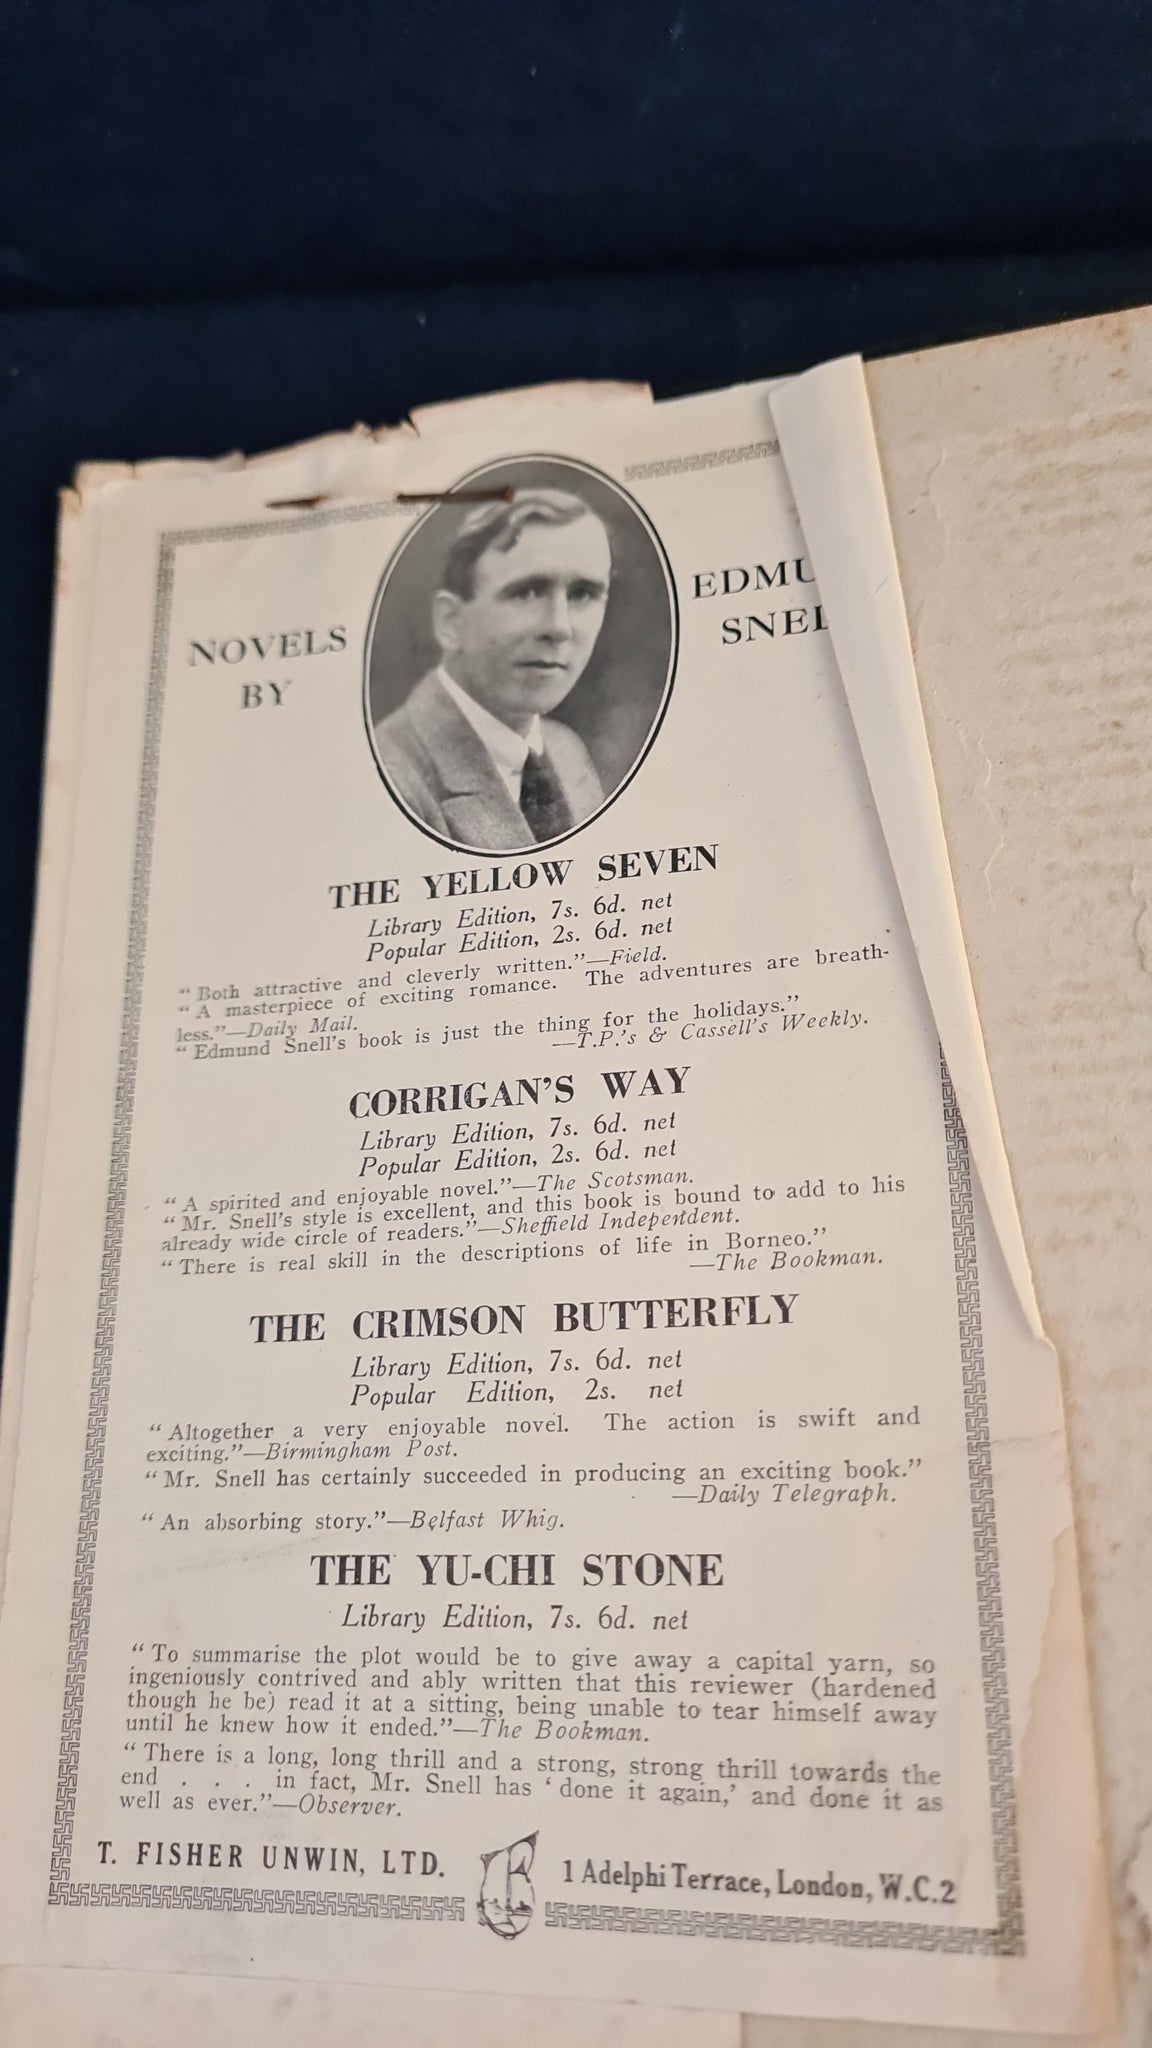 NOVELS
BY
EDMU
SNEL
THE YELLOW SEVEN
Library Edition, 7s. 6d. net
Popular Edition, 2s. 6d. net
“Both attractive and cleverly written.”—Field.
“A masterpiece of exciting romance. The adventures are breath-
less.”—Daily Mail.
“Edmund Snell's book is just the thing for the holidays.”
—T.P.'s & Cassell's Weekly.
CORRIGAN'S WAY
Library Edition, 7s. 6d. net
Popular Edition, 2s. 6d. net
“A spirited and enjoyable novel.”—The Scotsman.
“Mr. Snell's style is excellent, and this book is bound to add to his
already wide circle of readers.”—Sheffield Independent.
“There is real skill in the descriptions of life in Borneo.”
—The Bookman.
THE CRIMSON BUTTERFLY
Library Edition, 7s. 6d. net
Popular Edition, 2s. net
“Altogether a very enjoyable novel. The action is swift and
exciting.”—Birmingham Post.
“Mr. Snell has certainly succeeded in producing an exciting book.”
—Daily Telegraph.
“An absorbing story.”—Belfast Whig.
THE YU-CHI STONE
Library Edition, 7s. 6d. net
“To summarise the plot would be to give away a capital yarn, so
ingeniously contrived and ably written that this reviewer (hardened
though he be) read it at a sitting, being unable to tear himself away
until he knew how it ended.”—The Bookman.
“There is a long, long thrill and a strong, strong thrill towards the
end . . . in fact, Mr. Snell has ‘done it again,’ and done it as
well as ever.”—Observer.
T. FISHER UNWIN, LTD.
1 Adelphi Terrace, London, W.C.2